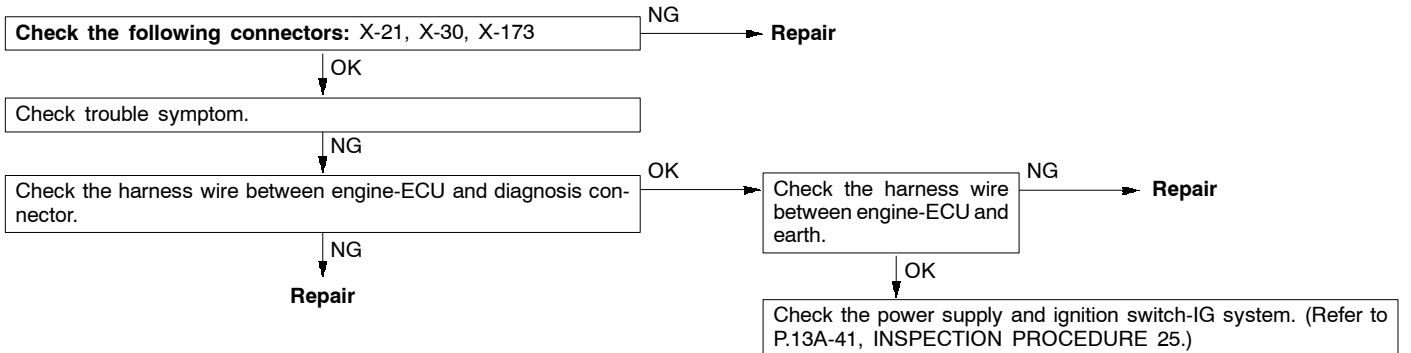 Check the following connectors: X-21, X-30, X-173
NG
Repair
OK
Check trouble symptom.
NG
Check the harness wire between engine-ECU and diagnosis con-
nector.
OK
Check the harness wire
between engine-ECU and
earth.
NG
Repair
NG
Repair
OK
Check the power supply and ignition switch-IG system. (Refer to
P.13A-41, INSPECTION PROCEDURE 25.)